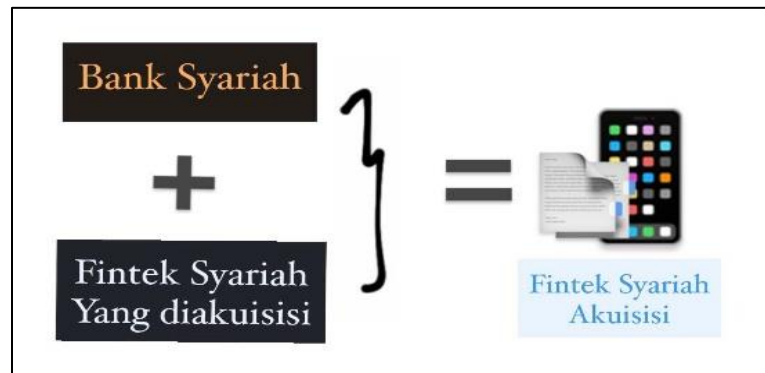 Bank Syariah
+
Fintek Syariah
Yang diakuisisi
=
Fintek Syariah
Akuisisi